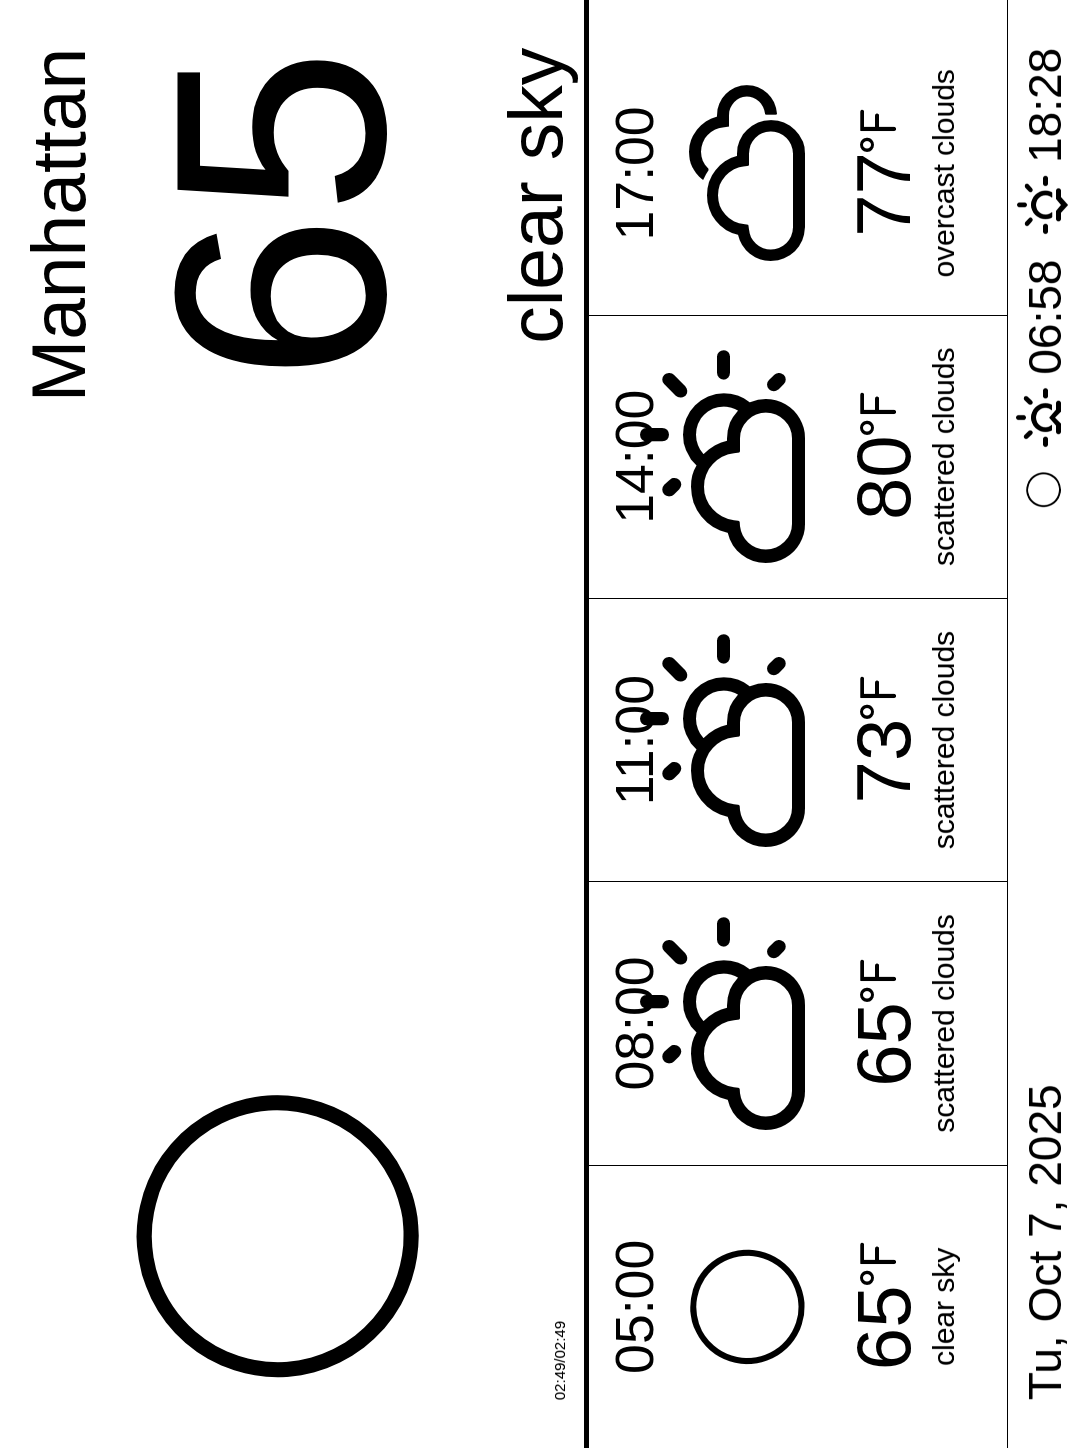 Manhattan
65
clear sky
02:49/02:49
05:00
65°F
clear sky
08:00
65°F
scattered clouds
11:00
73°F
scattered clouds
14:00
80°F
scattered clouds
17:00
77°F
overcast clouds
Tu, Oct 7, 2025
06:58 18:28